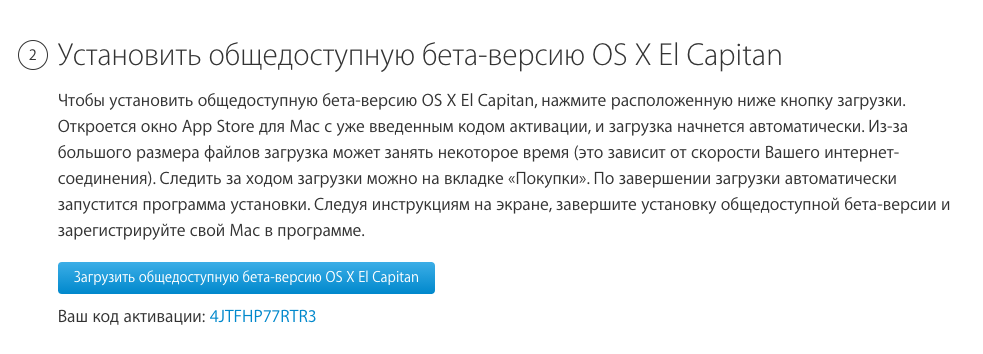 2 Установить общедоступную бета-версию OS X El Capitan
Чтобы установить общедоступную бета-версию OS X El Capitan, нажмите расположенную ниже кнопку загрузки.
Откроется окно App Store для Mac с уже введенным кодом активации, и загрузка начнется автоматически. Из-за
большого размера файлов загрузка может занять некоторое время (это зависит от скорости Вашего интернет-
соединения). Следить за ходом загрузки можно на вкладке «Покупки». По завершении загрузки автоматически
запустится программа установки. Следуя инструкциям на экране, завершите установку общедоступной бета-версии и
зарегистрируйте свой Mac в программе.
Загрузить общедоступную бета-версию OS X El Capitan
Ваш код активации: 4JTFHP77RTR3